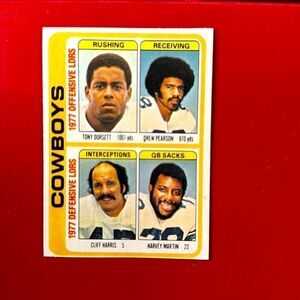 COWBOYS
1977 OFFENSIVE LDRS
RUSHING
RECEIVING
TONY DORSETT 1007 yds
DREW PEARSON 870 yds
1977 DEFENSIVE LDRS
INTERCEPTIONS
QB SACKS
CLIFF HARRIS 5
HARVEY MARTIN 23